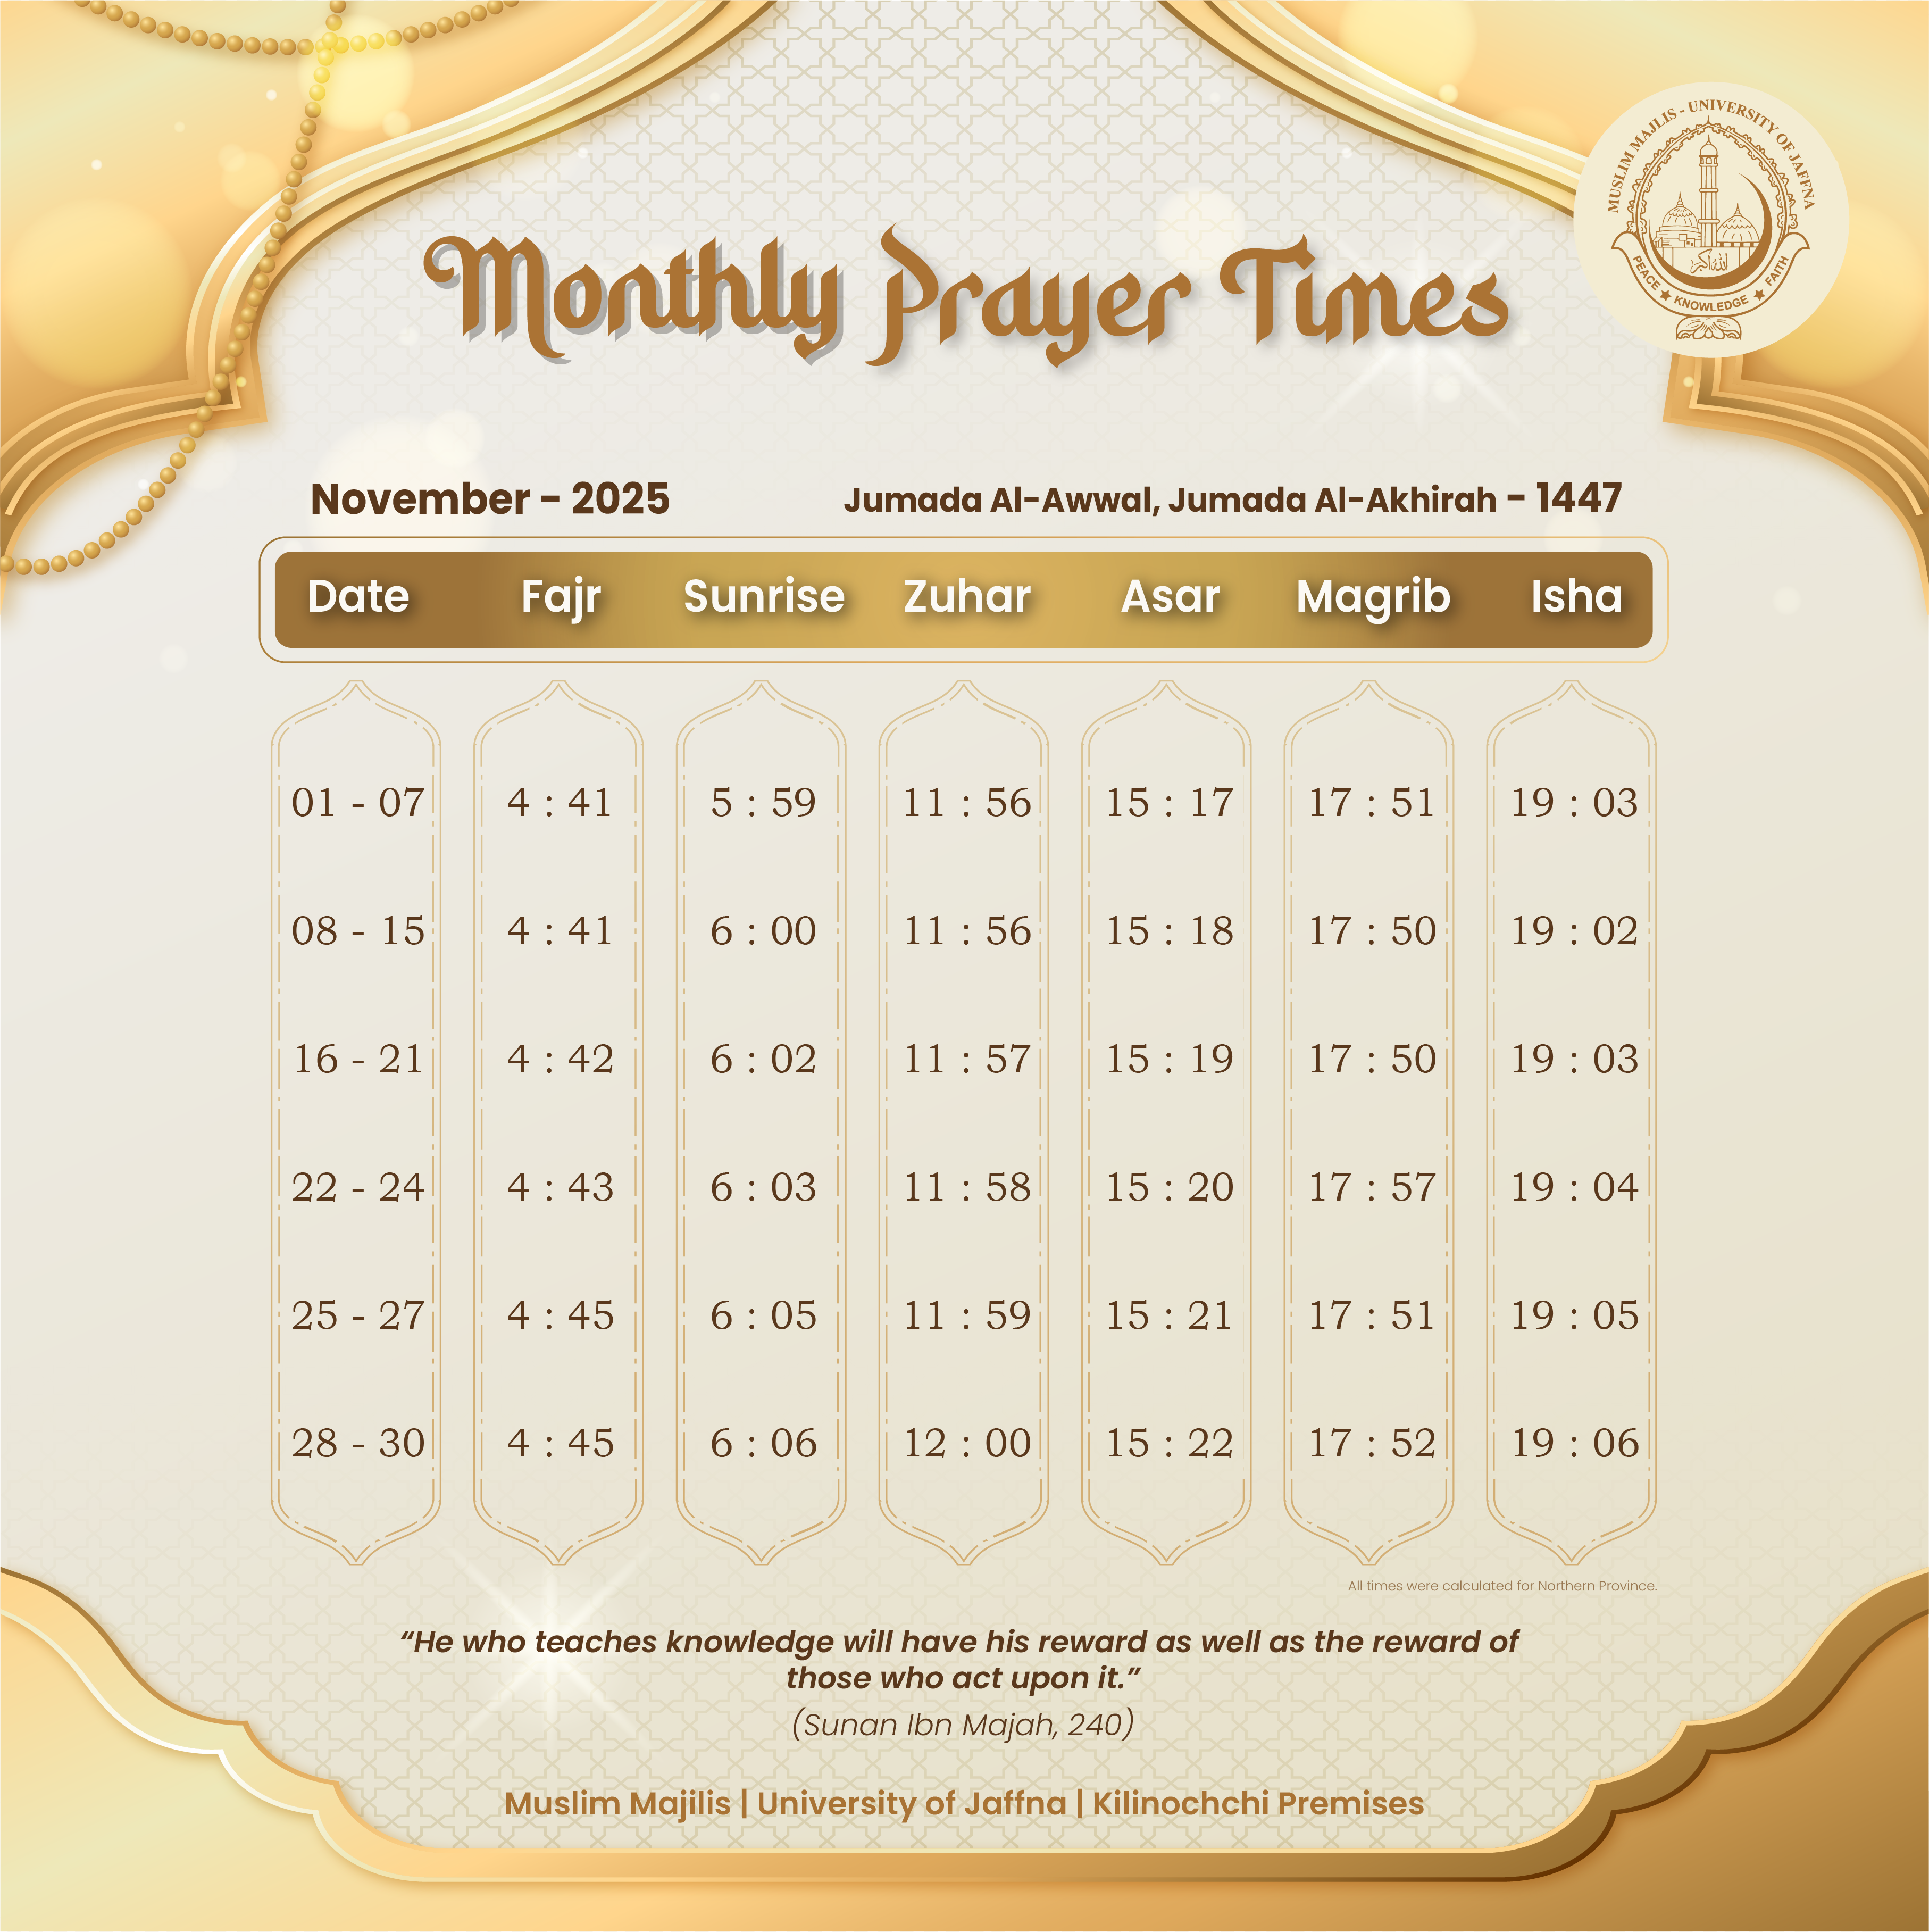 MUSLIM MAJLIS - UNIVERSITY OF JAFFNA
الله اكبر
PEACE ★ KNOWLEDGE ★ FAITH
Monthly Prayer Times
November - 2025 Jumada Al-Awwal, Jumada Al-Akhirah - 1447
Date Fajr Sunrise Zuhar Asar Magrib Isha
01 - 07 4 : 41 5 : 59 11 : 56 15 : 17 17 : 51 19 : 03
08 - 15 4 : 41 6 : 00 11 : 56 15 : 18 17 : 50 19 : 02
16 - 21 4 : 42 6 : 02 11 : 57 15 : 19 17 : 50 19 : 03
22 - 24 4 : 43 6 : 03 11 : 58 15 : 20 17 : 57 19 : 04
25 - 27 4 : 45 6 : 05 11 : 59 15 : 21 17 : 51 19 : 05
28 - 30 4 : 45 6 : 06 12 : 00 15 : 22 17 : 52 19 : 06
All times were calculated for Northern Province.
“He who teaches knowledge will have his reward as well as the reward of
those who act upon it.”
(Sunan Ibn Majah, 240)
Muslim Majilis | University of Jaffna | Kilinochchi Premises